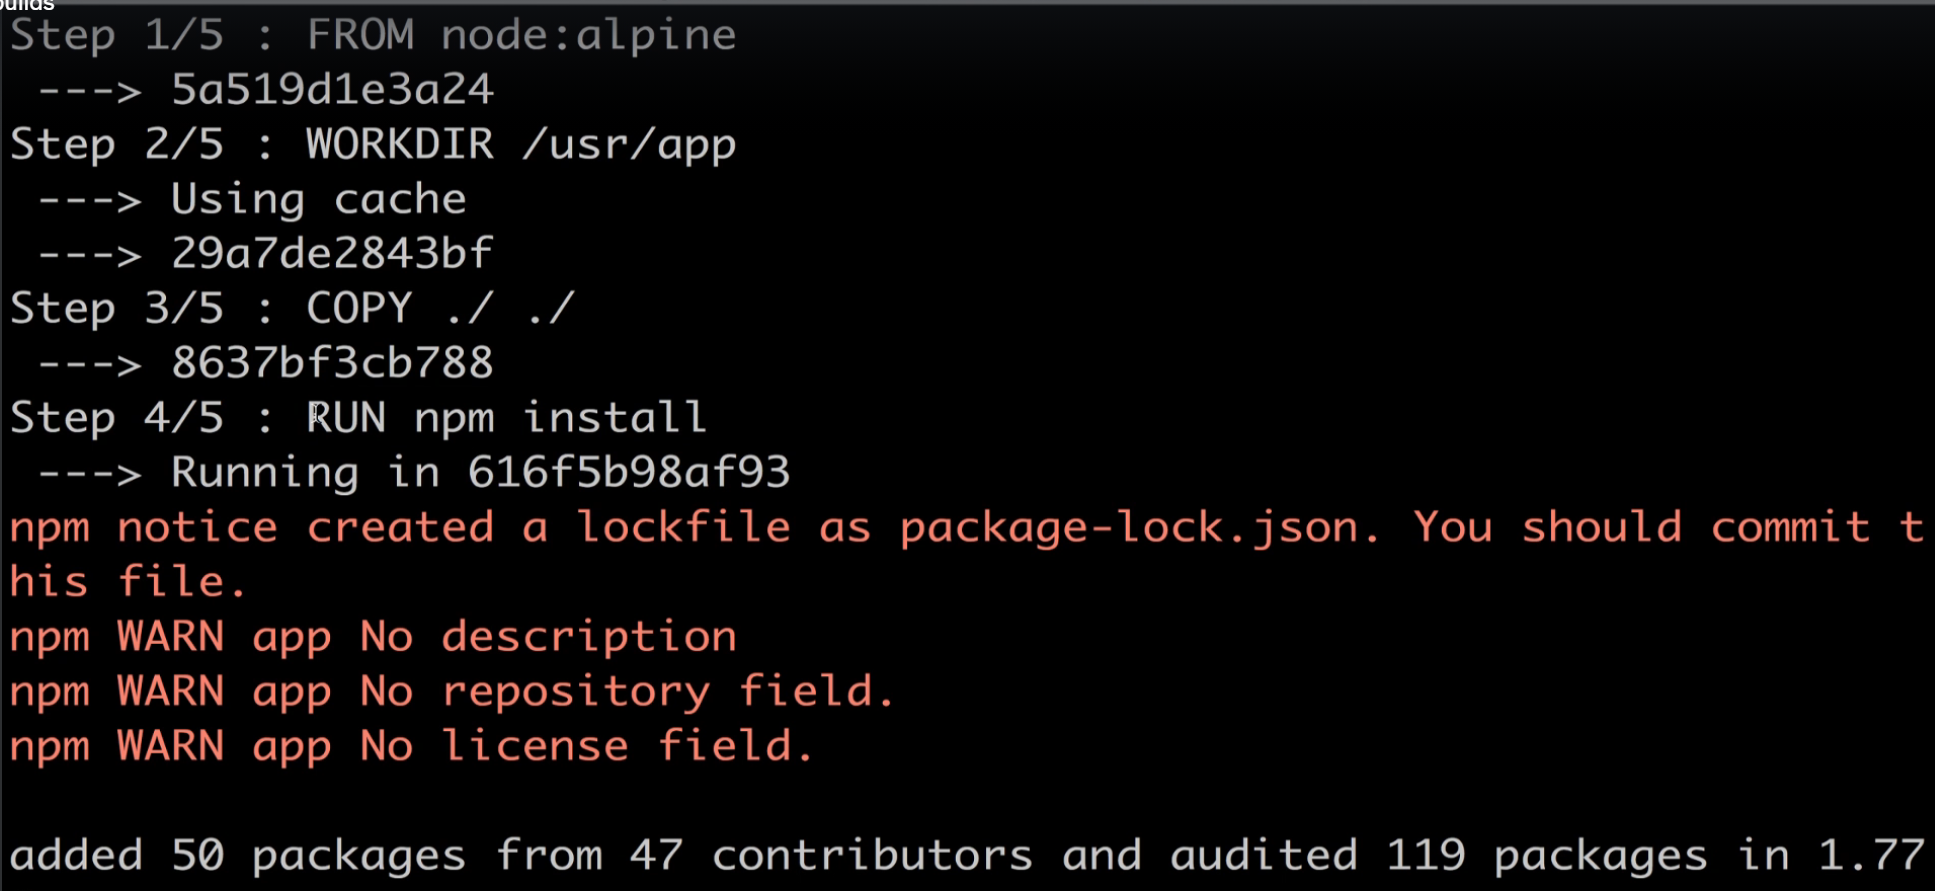 builds
Step 1/5 : FROM node:alpine
 ---> 5a519d1e3a24
Step 2/5 : WORKDIR /usr/app
 ---> Using cache
 ---> 29a7de2843bf
Step 3/5 : COPY ./ ./
 ---> 8637bf3cb788
Step 4/5 : RUN npm install
 ---> Running in 616f5b98af93
npm notice created a lockfile as package-lock.json. You should commit t
his file.
npm WARN app No description
npm WARN app No repository field.
npm WARN app No license field.
added 50 packages from 47 contributors and audited 119 packages in 1.77